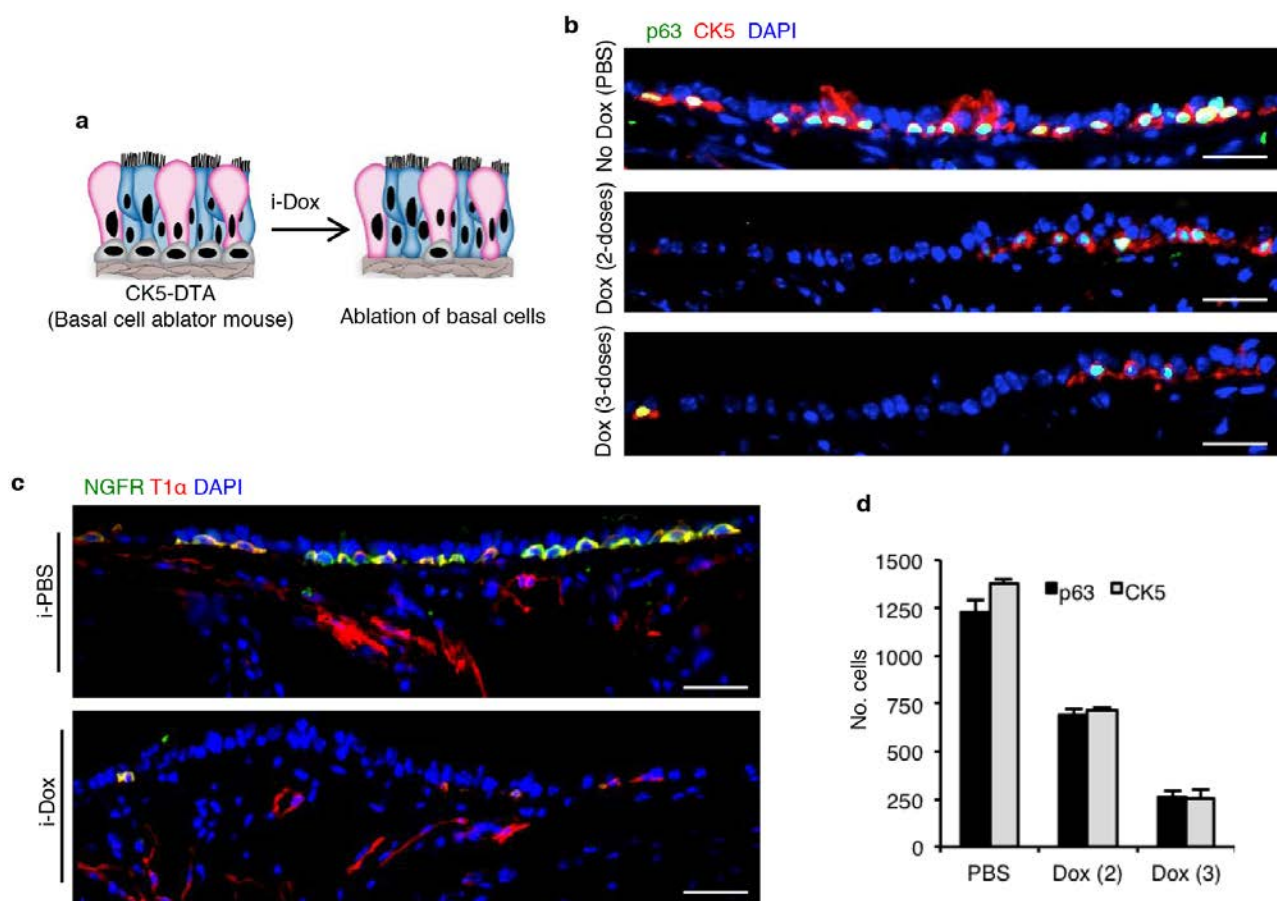 a
i-Dox
CK5-DTA
(Basal cell ablator mouse)
Ablation of basal cells
b
p63 CK5 DAPI
No Dox (PBS)
Dox (2-doses)
Dox (3-doses)
c
NGFR T1α DAPI
i-PBS
i-Dox
d
p63 CK5
No. cells
1500
1250
1000
750
500
250
0
PBS Dox (2) Dox (3)